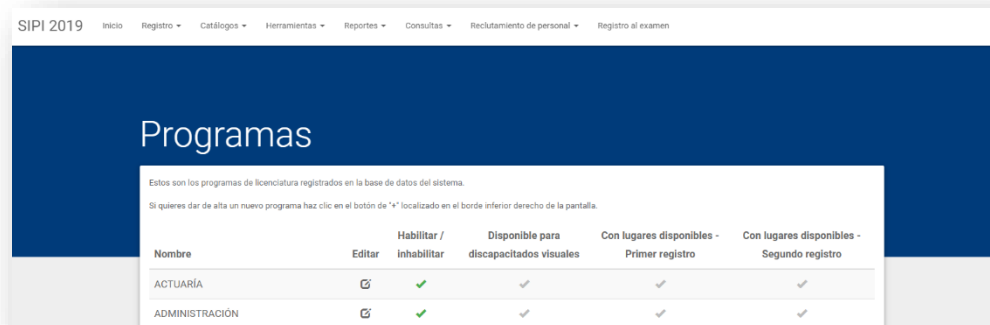 SIPI 2019 Inicio Registro Catálogos Herramientas Reportes Consultas Reclutamiento de personal Registro al examen
Programas
Estos son los programas de licenciatura registrados en la base de datos del sistema.
Si quieres dar de alta un nuevo programa haz clic en el botón de "+" localizado en el borde inferior derecho de la pantalla.
Habilitar / Disponible para Con lugares disponibles - Con lugares disponibles -
Nombre Editar inhabilitar discapacitados visuales Primer registro Segundo registro
ACTUARÍA
ADMINISTRACIÓN